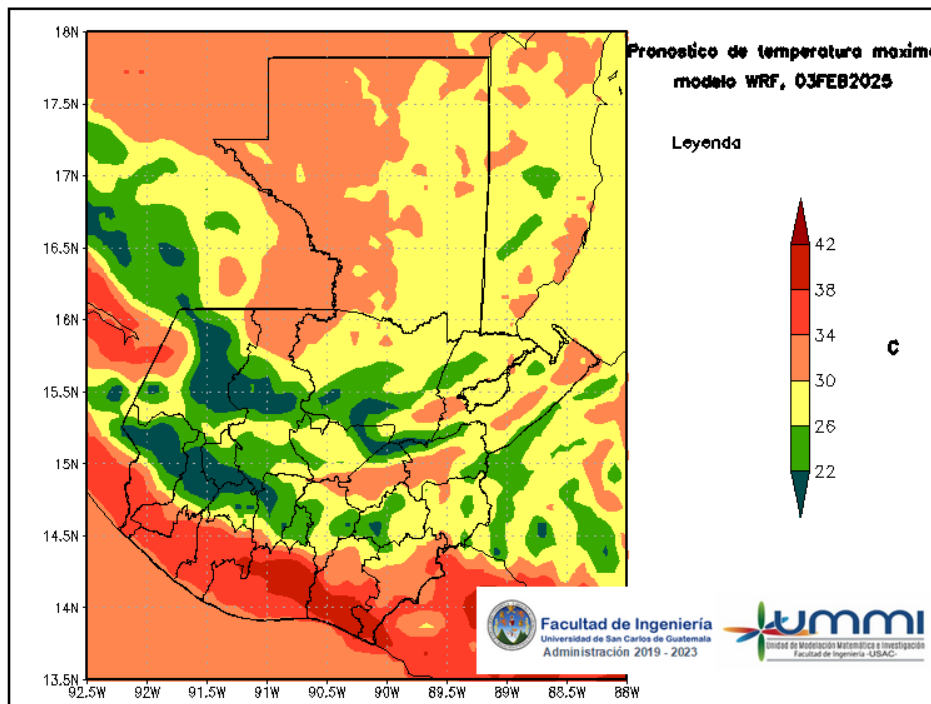 18N
17.5N
17N
16.5N
16N
15.5N
15N
14.5N
14N
13.5N
92.5W
92W
91.5W
91W
90.5W
90W
89.5W
89W
88.5W
88W
Pronostico de temperatura maxima
modelo WRF, 03FEB2025
Leyenda
42
38
34
30
26
22
C
Facultad de Ingeniería
Universidad de San Carlos de Guatemala
Administración 2019 - 2023
UMMI
Unidad de Modelación Matemática e Investigación
Facultad de Ingeniería -USAC-